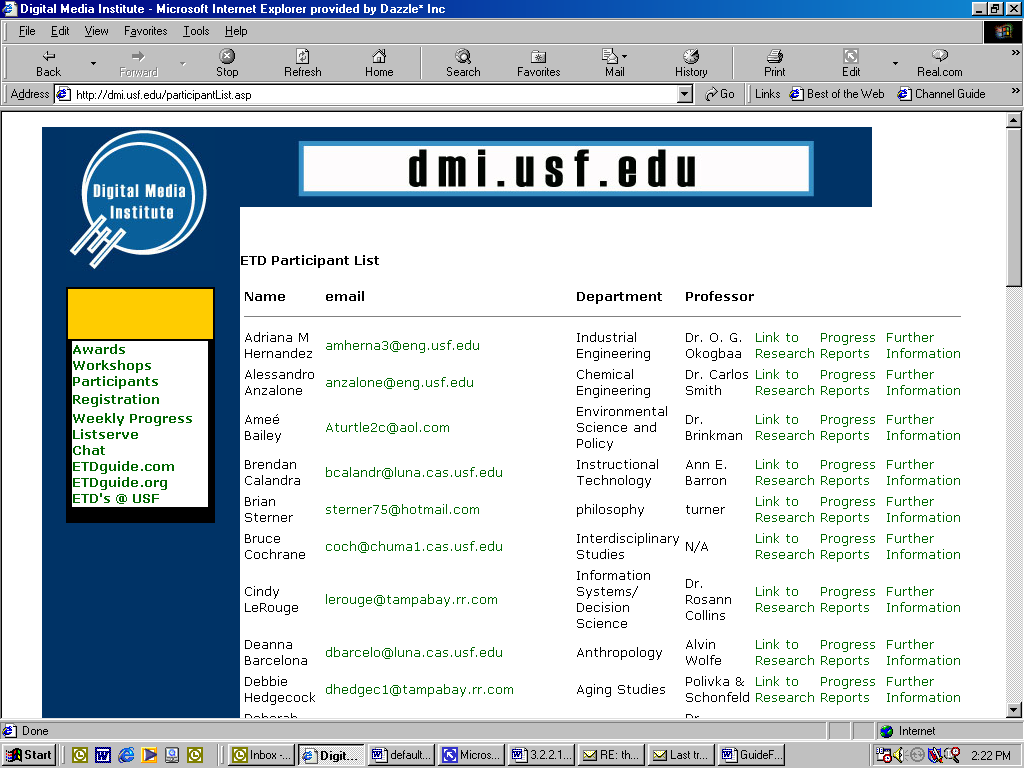 Digital Media Institute - Microsoft Internet Explorer provided by Dazzle* Inc
File Edit View Favorites Tools Help
Back Forward Stop Refresh Home Search Favorites Mail History Print Edit Real.com »
Address http://dmi.usf.edu/participantList.asp Go Links Best of the Web Channel Guide »
Digital Media
Institute
dmi.usf.edu
Awards
Workshops
Participants
Registration
Weekly Progress
Listserve
Chat
ETDguide.com
ETDguide.org
ETD's @ USF
ETD Participant List
Name email Department Professor
Adriana M Industrial Dr. O. G. Link to Progress Further
Hernandez amherna3@eng.usf.edu Engineering Okogbaa Research Reports Information
Alessandro Chemical Dr. Carlos Link to Progress Further
Anzalone anzalone@eng.usf.edu Engineering Smith Research Reports Information
Environmental
Ameé Science and Dr. Link to Progress Further
Bailey Aturtle2c@aol.com Policy Brinkman Research Reports Information
Brendan Instructional Ann E. Link to Progress Further
Calandra bcalandr@luna.cas.usf.edu Technology Barron Research Reports Information
Brian Link to Progress Further
Sterner sterner75@hotmail.com philosophy turner Research Reports Information
Bruce Interdisciplinary Link to Progress Further
Cochrane coch@chuma1.cas.usf.edu Studies N/A Research Reports Information
Information
Cindy Systems/ Dr. Link to Progress Further
LeRouge lerouge@tampabay.rr.com Decision Rosann Research Reports Information
Science Collins
Deanna Alvin Link to Progress Further
Barcelona dbarcelo@luna.cas.usf.edu Anthropology Wolfe Research Reports Information
Debbie Polivka & Link to Progress Further
Hedgecock dhedgec1@tampabay.rr.com Aging Studies Schonfeld Research Reports Information
Deborah Dr.
Done Internet
Start Inbox -... Digit... default... Micros... 3.2.2.1... RE: th... Last tr... GuideF... 2:22 PM